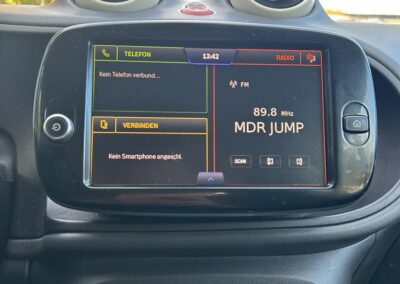 TELEFON
13:42
RADIO
Kein Telefon verbund...
FM
89.8 MHz
MDR JUMP
VERBINDEN
Kein Smartphone angeschl.
SCAN